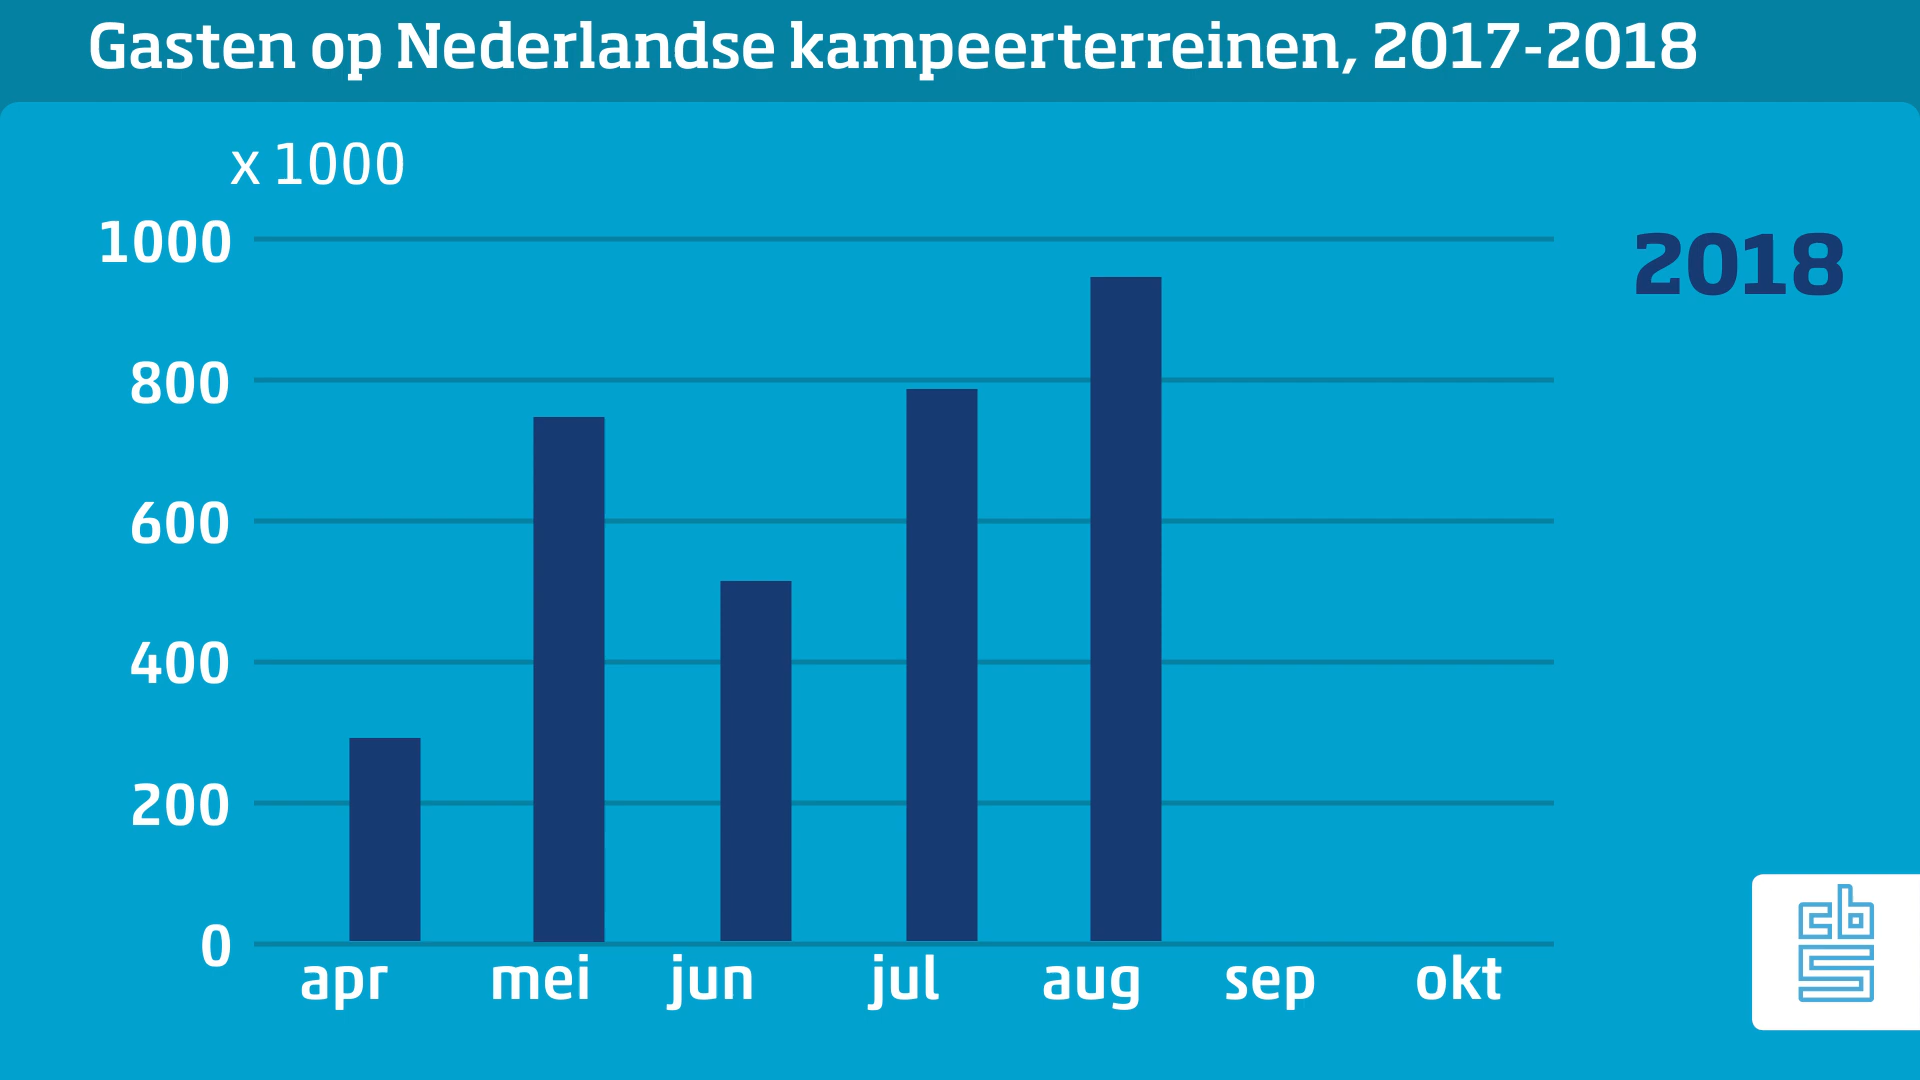 Gasten op Nederlandse kampeerterreinen, 2017-2018
x 1000
1000
2018
800
600
400
200
0
apr mei jun jul aug sep okt
cbs